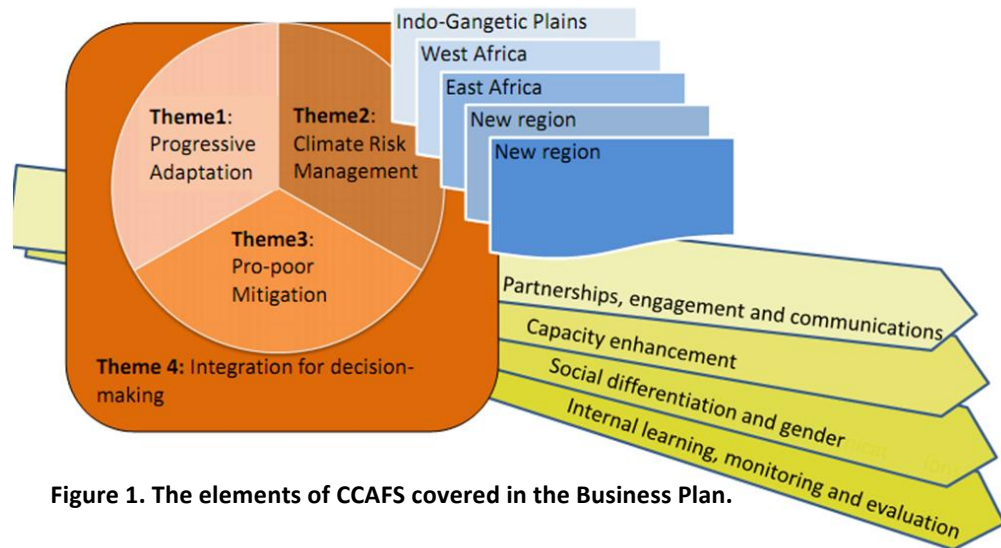 Indo-Gangetic Plains
West Africa
East Africa
New region
New region
Theme1:
Progressive
Adaptation
Theme2:
Climate Risk
Management
Theme3:
Pro-poor
Mitigation
Theme 4: Integration for decision-
making
Partnerships, engagement and communications
Capacity enhancement
Social differentiation and gender
Internal learning, monitoring and evaluation
Figure 1. The elements of CCAFS covered in the Business Plan.